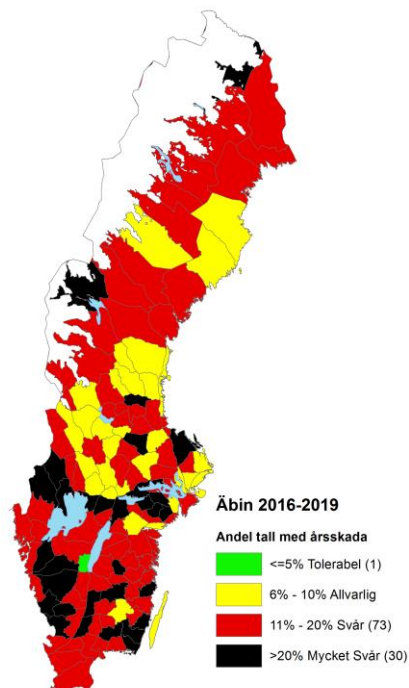 Äbin 2016-2019
Andel tall med årsskada
<=5% Tolerabel (1)
6% - 10% Allvarlig
11% - 20% Svår (73)
>20% Mycket Svår (30)